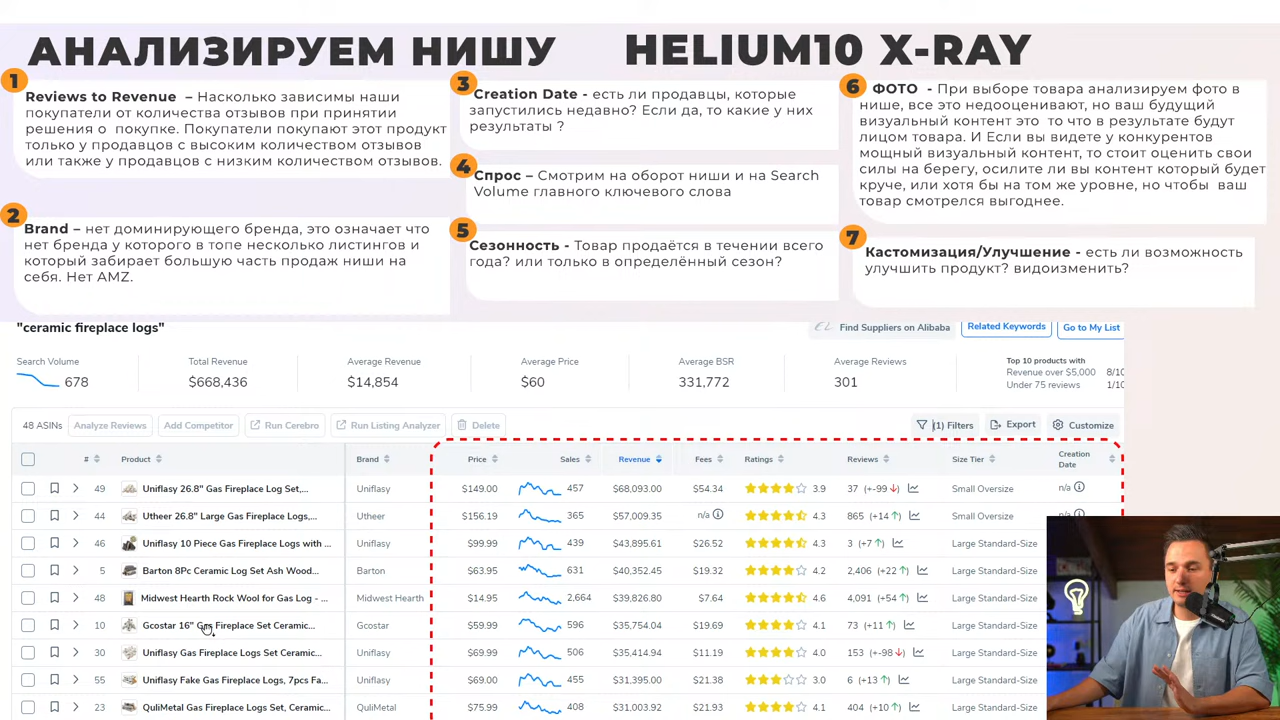 АНАЛИЗИРУЕМ НИШУ HELIUM10 X-RAY
1
Reviews to Revenue – Насколько зависимы наши
покупатели от количества отзывов при принятии
решения о покупке. Покупатели покупают этот продукт
только у продавцов с высоким количеством отзывов
или также у продавцов с низким количеством отзывов.
2
Brand – нет доминирующего бренда, это означает что
нет бренда у которого в топе несколько листингов и
который забирает большую часть продаж ниши на
себя. Нет AMZ.
3
Creation Date - есть ли продавцы, которые
запустились недавно? Если да, то какие у них
результаты ?
4
Спрос – Смотрим на оборот ниши и на Search
Volume главного ключевого слова
5
Сезонность - Товар продаётся в течении всего
года? или только в определённый сезон?
6
ФОТО - При выборе товара анализируем фото в
нише, все это недооценивают, но ваш будущий
визуальный контент это то что в результате будут
лицом товара. И Если вы видете у конкурентов
мощный визуальный контент, то стоит оценить свои
силы на берегу, осилите ли вы контент который будет
круче, или хотя бы на том же уровне, но чтобы ваш
товар смотрелся выгоднее.
7
Кастомизация/Улучшение - есть ли возможность
улучшить продукт? видоизменить?
"ceramic fireplace logs" Find Suppliers on Alibaba Related Keywords Go to My List
Search Volume Total Revenue Average Revenue Average Price Average BSR Average Reviews Top 10 products with
678 $668,436 $14,854 $60 331,772 301
Revenue over $5,000 8/10
Under 75 reviews 1/10
48 ASINs Analyze Reviews Add Competitor Run Cerebro Run Listing Analyzer Delete (1) Filters Export Customize
# Product Brand Price Sales Revenue Fees Ratings Reviews Size Tier Creation Date
49 Uniflasy 26.8" Gas Fireplace Log Set,... Uniflasy $149.00 457 $68,093.00 $54.34 3.9 37 (+-99 ↓) Small Oversize n/a
44 Utheer 26.8" Large Gas Fireplace Logs,... Utheer $156.19 365 $57,009.35 n/a 4.3 865 (+14 ↑) Small Oversize n/a
46 Uniflasy 10 Piece Gas Fireplace Logs with ... Uniflasy $99.99 439 $43,895.61 $26.52 4.3 3 (+7 ↑) Large Standard-Size
5 Barton 8Pc Ceramic Log Set Ash Wood... Barton $63.95 631 $40,352.45 $19.32 4.2 2,406 (+22 ↑) Large Standard-Size
48 Midwest Hearth Rock Wool for Gas Log - ... Midwest Hearth $14.95 2,664 $39,826.80 $7.64 4.6 4,091 (+54 ↑) Large Standard-Size
10 Gcostar 16" Gas Fireplace Set Ceramic... Gcostar $59.99 596 $35,754.04 $19.69 4.1 73 (+11 ↑) Large Standard-Size
30 Uniflasy Gas Fireplace Logs Set Ceramic... Uniflasy $69.99 506 $35,414.94 $11.19 4.0 153 (+-98 ↓) Large Standard-Size
55 Uniflasy Fake Gas Fireplace Logs, 7pcs Fa... Uniflasy $69.00 455 $31,395.00 $21.38 3.0 6 (+13 ↑) Large Standard-Size
23 QuliMetal Gas Fireplace Logs Set, Ceramic... QuliMetal $75.99 408 $31,003.92 $21.93 4.1 404 (+10 ↑) Large Standard-Size